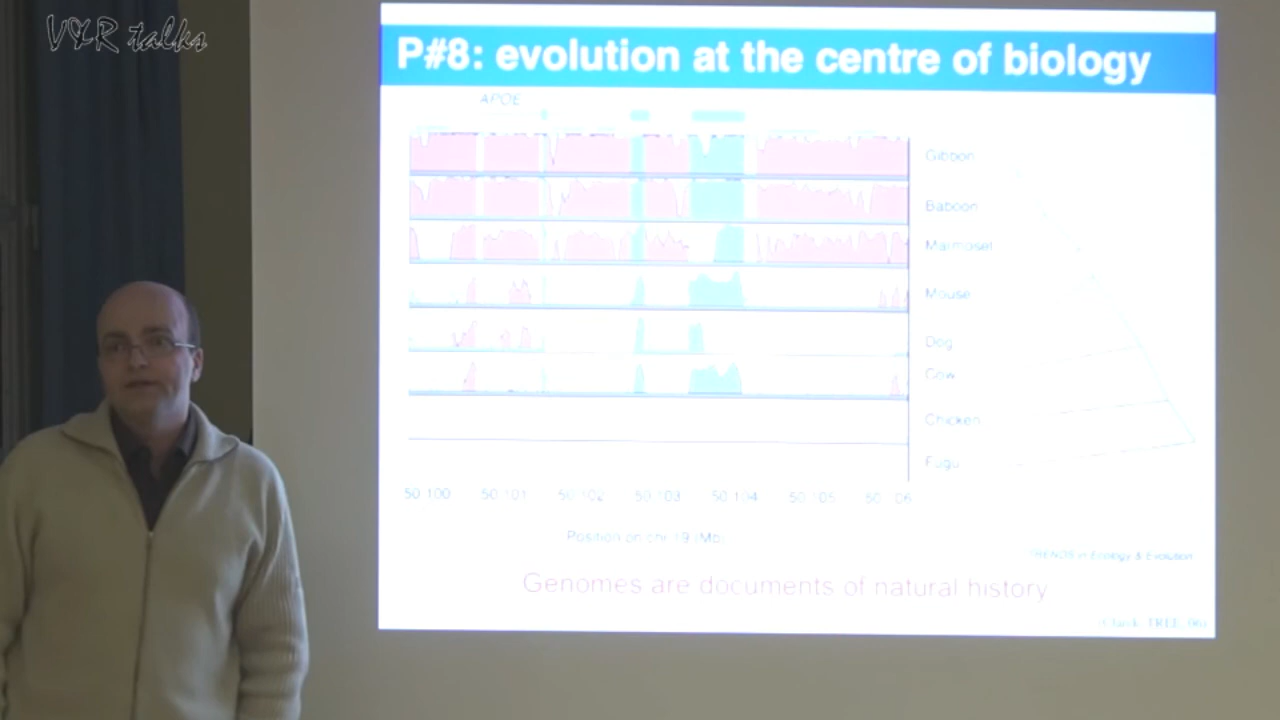 V&R talks
P#8: evolution at the centre of biology
APOE
Gibbon
Baboon
Marmoset
Mouse
Dog
Cow
Chicken
Fugu
50.100 50.101 50.102 50.103 50.104 50.105 50.106
Position on chr 19 (Mb)
TRENDS in Ecology & Evolution
Genomes are documents of natural history
TREE